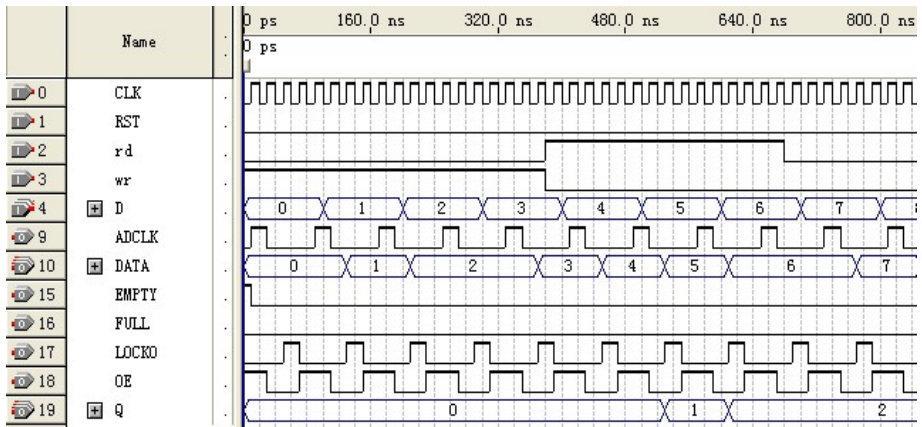 0 ps 160.0 ns 320.0 ns 480.0 ns 640.0 ns 800.0 ns
Name
0 ps
0 CLK
1 RST
2 rd
3 wr
4 D 0 1 2 3 4 5 6 7
9 ADCLK
10 DATA 0 1 2 3 4 5 6 7
15 EMPTY
16 FULL
17 LOCK0
18 OE
19 Q 0 1 2